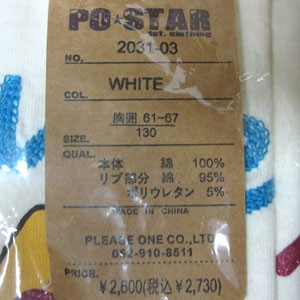 PO★STAR
int. clothing
NO. 2031-03
COL. WHITE
胸囲 61~67
SIZE. 130
QUAL.
本体 綿 100%
リブ部分 綿 95%
ポリウレタン 5%
MADE IN CHINA
PLEASE ONE CO.,LTD
052-910-8511
PRICE.
¥2,600(税込¥2,730)